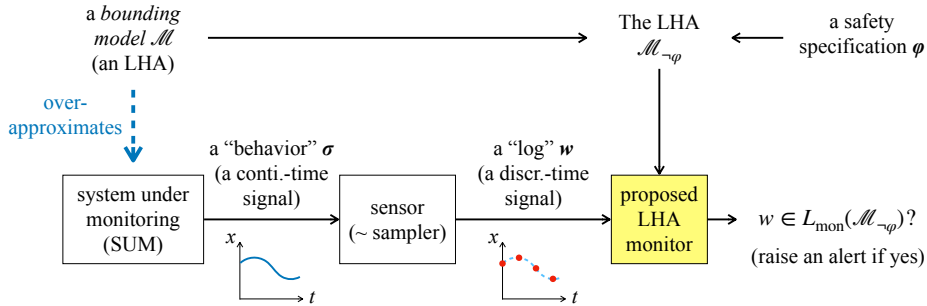 a bounding
model ℳ
(an LHA)
The LHA
ℳ¬φ
a safety
specification φ
over-
approximates
a “behavior” σ
(a conti.-time
signal)
a “log” w
(a discr.-time
signal)
system under
monitoring
(SUM)
sensor
(~ sampler)
proposed
LHA
monitor
w ∈ Lmon(ℳ¬φ)?
(raise an alert if yes)
x
t
x
t